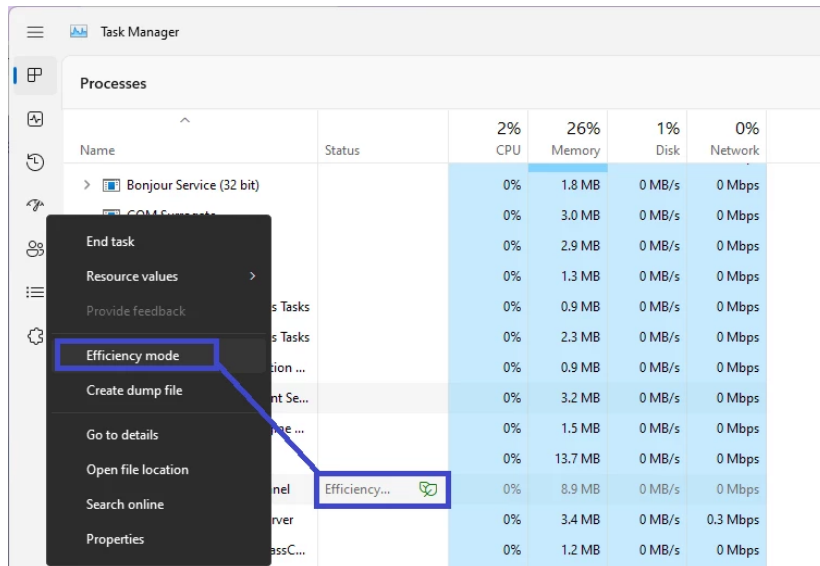 Task Manager
Processes
2% 26% 1% 0%
Name Status CPU Memory Disk Network
Bonjour Service (32 bit) 0% 1.8 MB 0 MB/s 0 Mbps
0% 3.0 MB 0 MB/s 0 Mbps
End task 0% 2.9 MB 0 MB/s 0 Mbps
Resource values 0% 1.3 MB 0 MB/s 0 Mbps
Provide feedback s Tasks 0% 0.9 MB 0 MB/s 0 Mbps
s Tasks 0% 2.3 MB 0 MB/s 0 Mbps
Efficiency mode tion ... 0% 0.9 MB 0 MB/s 0 Mbps
Create dump file nt Se... 0% 3.2 MB 0 MB/s 0 Mbps
Go to details ... 0% 1.5 MB 0 MB/s 0 Mbps
Open file location 0% 13.7 MB 0 MB/s 0 Mbps
nel Efficiency... 0% 8.9 MB 0 MB/s 0 Mbps
Search online rver 0% 3.4 MB 0 MB/s 0.3 Mbps
Properties assC... 0% 1.2 MB 0 MB/s 0 Mbps